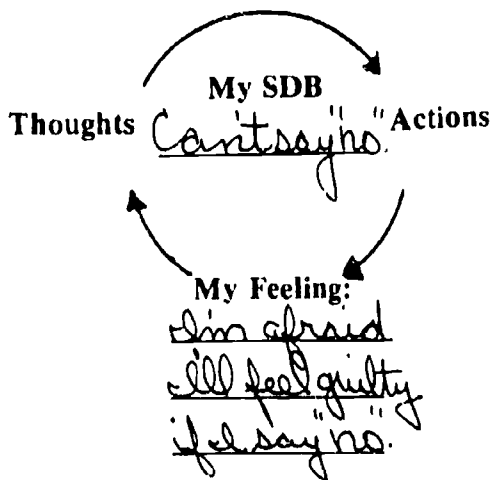 My SDB
Thoughts Can't say "no." Actions
My Feeling:
I'm afraid
I'll feel guilty
if I say "no".